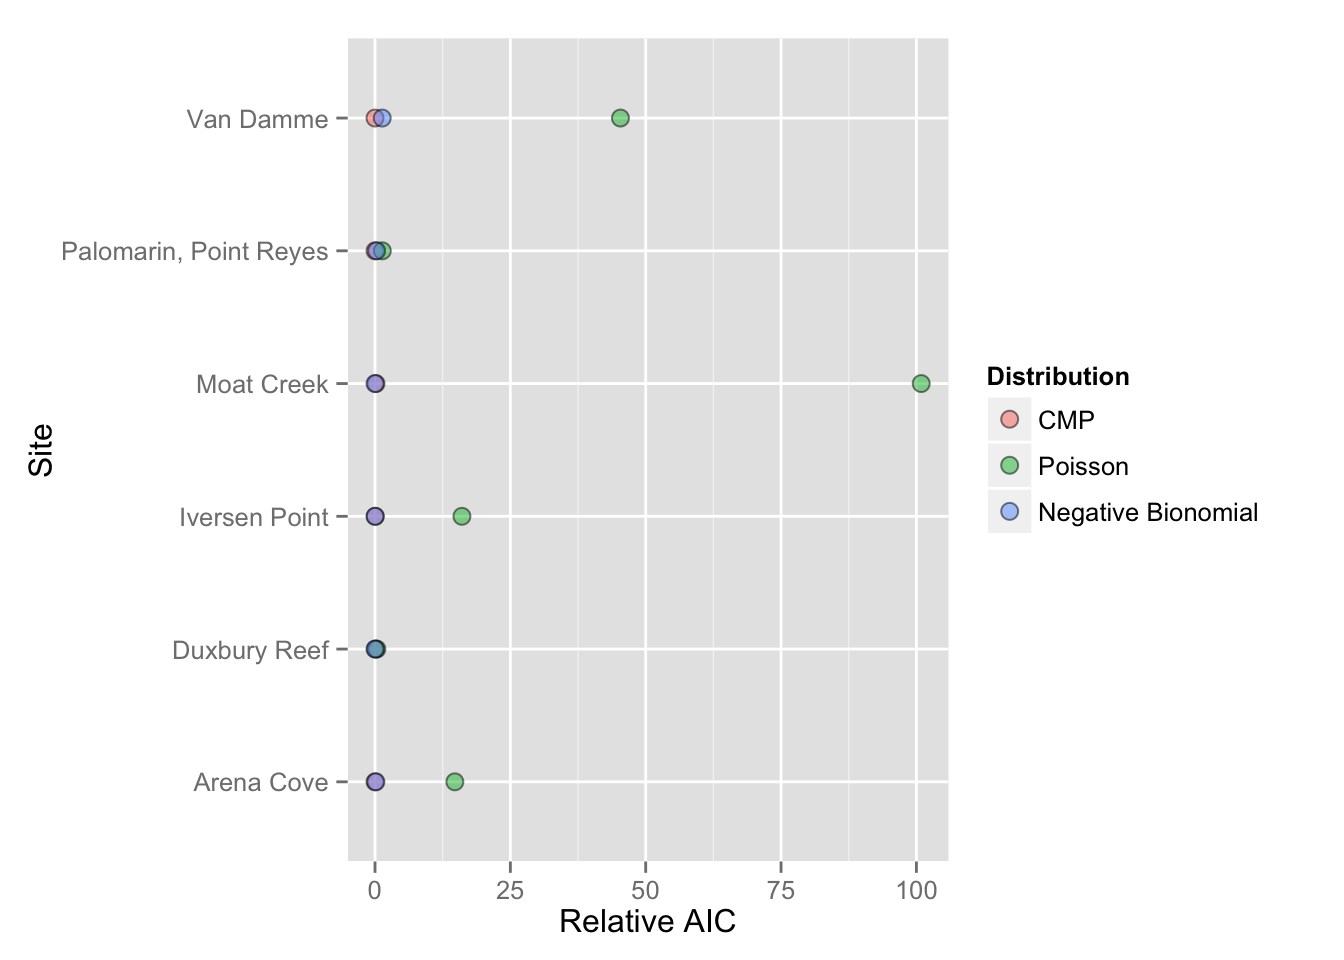 Van Damme
Palomarin, Point Reyes
Moat Creek
Iversen Point
Duxbury Reef
Arena Cove
Site
0 25 50 75 100
Relative AIC
Distribution
CMP
Poisson
Negative Bionomial